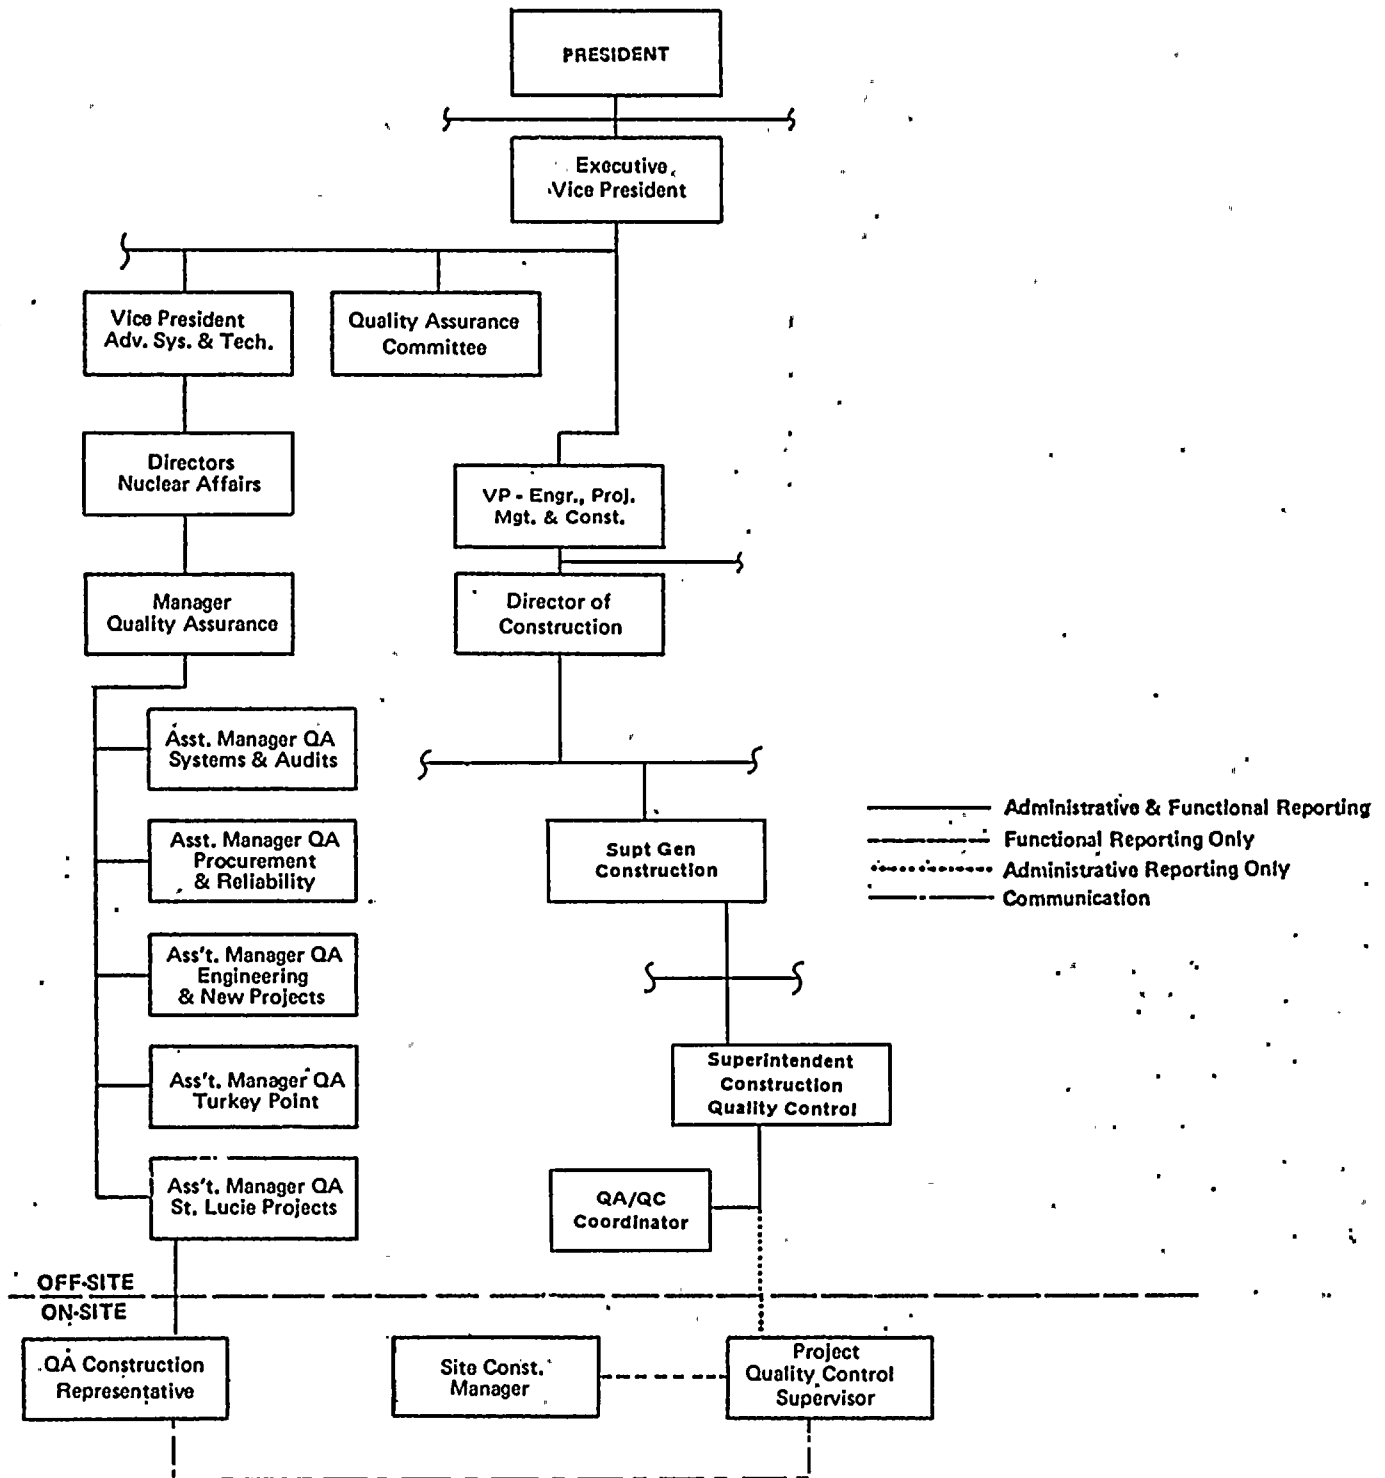 PRESIDENT
Executive
Vice President
Vice President
Adv. Sys. & Tech.
Quality Assurance
Committee
Directors
Nuclear Affairs
VP - Engr., Proj.
Mgt. & Const.
Manager
Quality Assurance
Director of
Construction
Asst. Manager QA
Systems & Audits
Asst. Manager QA
Procurement
& Reliability
Ass't. Manager QA
Engineering
& New Projects
Ass't. Manager QA
Turkey Point
Ass't. Manager QA
St. Lucie Projects
Supt Gen
Construction
Administrative & Functional Reporting
Functional Reporting Only
Administrative Reporting Only
Communication
Superintendent
Construction
Quality Control
QA/QC
Coordinator
OFF-SITE
ON-SITE
QA Construction
Representative
Site Const.
Manager
Project
Quality Control
Supervisor